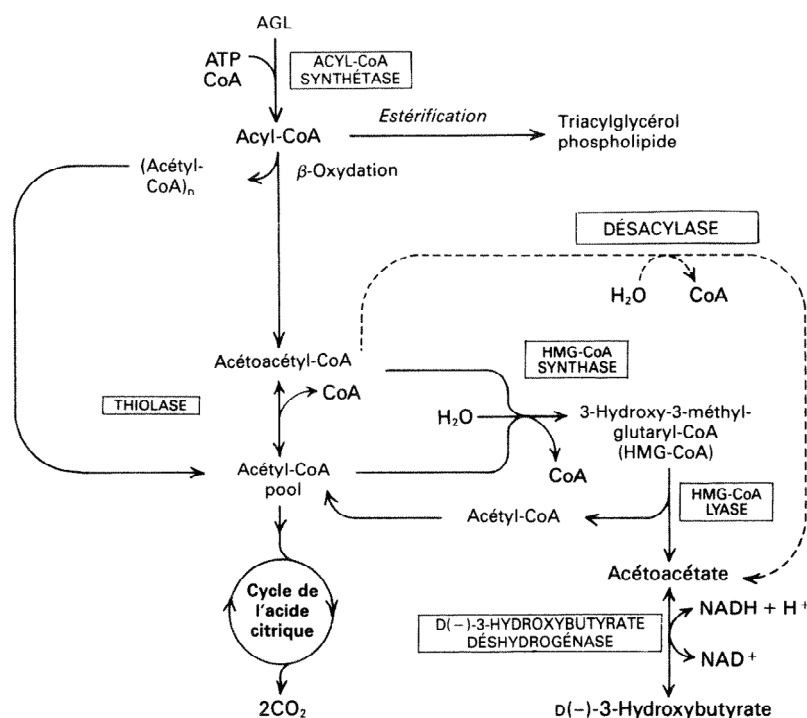 AGL
ATP
CoA
ACYL-CoA
SYNTHÉTASE
Acyl-CoA
Estérification
Triacylglycérol
phospholipide
(Acétyl-
CoA)n
β-Oxydation
DÉSACYLASE
H₂O
CoA
Acétoacétyl-CoA
HMG-CoA
SYNTHASE
THIOLASE
CoA
H₂O
3-Hydroxy-3-méthyl-
glutaryl-CoA
(HMG-CoA)
CoA
Acétyl-CoA
pool
HMG-CoA
LYASE
Acétyl-CoA
Acétoacétate
Cycle de
l'acide
citrique
D(−)-3-HYDROXYBUTYRATE
DÉSHYDROGÉNASE
NADH + H⁺
NAD⁺
2CO₂
D(−)-3-Hydroxybutyrate